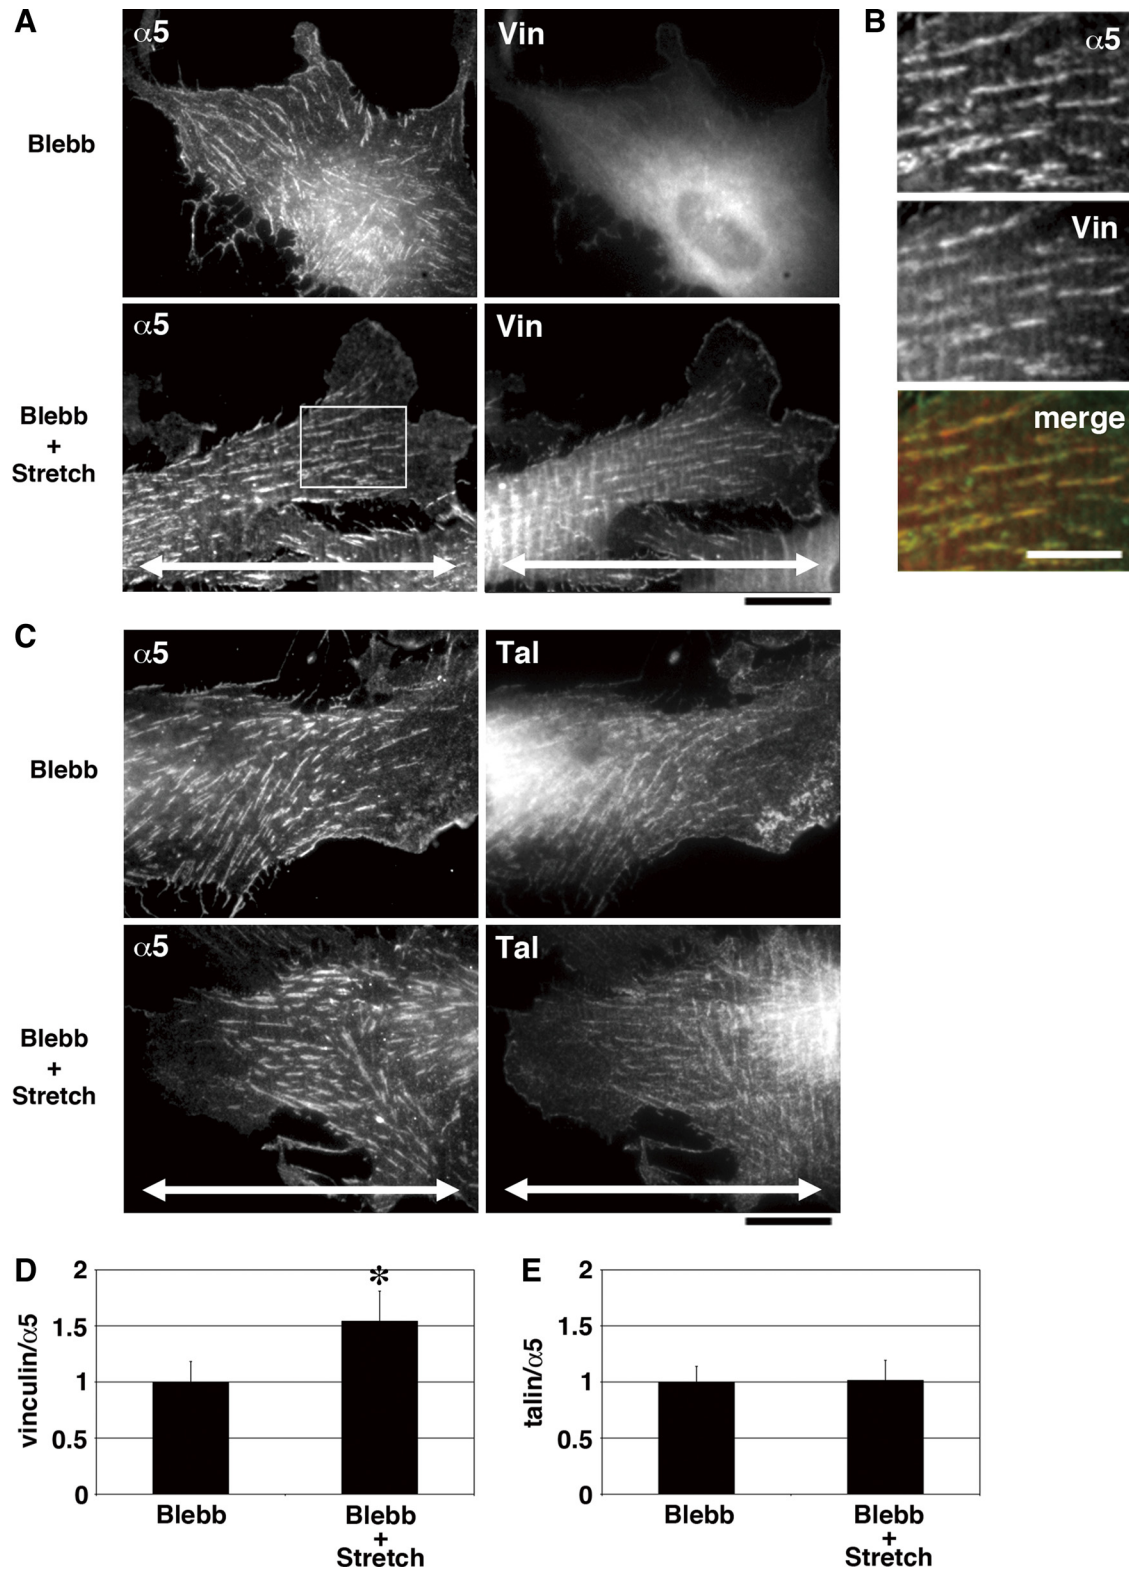 A
α5
Vin
B
α5
Blebb
Vin
α5
Vin
Blebb
+
Stretch
merge
C
α5
Tal
Blebb
α5
Tal
Blebb
+
Stretch
D
2
*
1.5
1
0.5
0
vinculin/α5
Blebb
Blebb
+
Stretch
E
2
1.5
1
0.5
0
talin/α5
Blebb
Blebb
+
Stretch